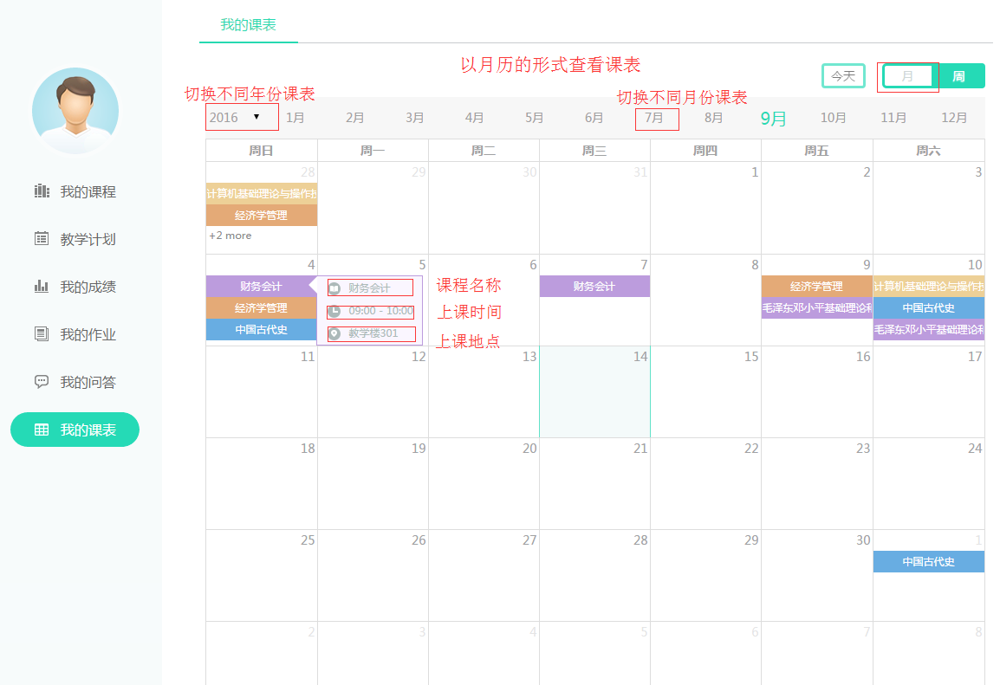 我的课表
以月历的形式查看课表
今天
月
周
切换不同年份课表
切换不同月份课表
2016 ▼ 1月 2月 3月 4月 5月 6月 7月 8月 9月 10月 11月 12月
周日 周一 周二 周三 周四 周五 周六
28 29 30 31 1 2 3
计算机基础理论与操作
经济学管理
+2 more
4 5 6 7 8 9 10
财务会计 财务会计 课程名称 财务会计 经济学管理 计算机基础理论与操作
经济学管理 09:00 - 10:00 上课时间 毛泽东邓小平基础理论 中国古代史
中国古代史 教学楼301 上课地点 毛泽东邓小平基础理论
11 12 13 14 15 16 17
18 19 20 21 22 23 24
25 26 27 28 29 30 1
中国古代史
2 3 4 5 6 7 8
我的课程
教学计划
我的成绩
我的作业
我的问答
我的课表